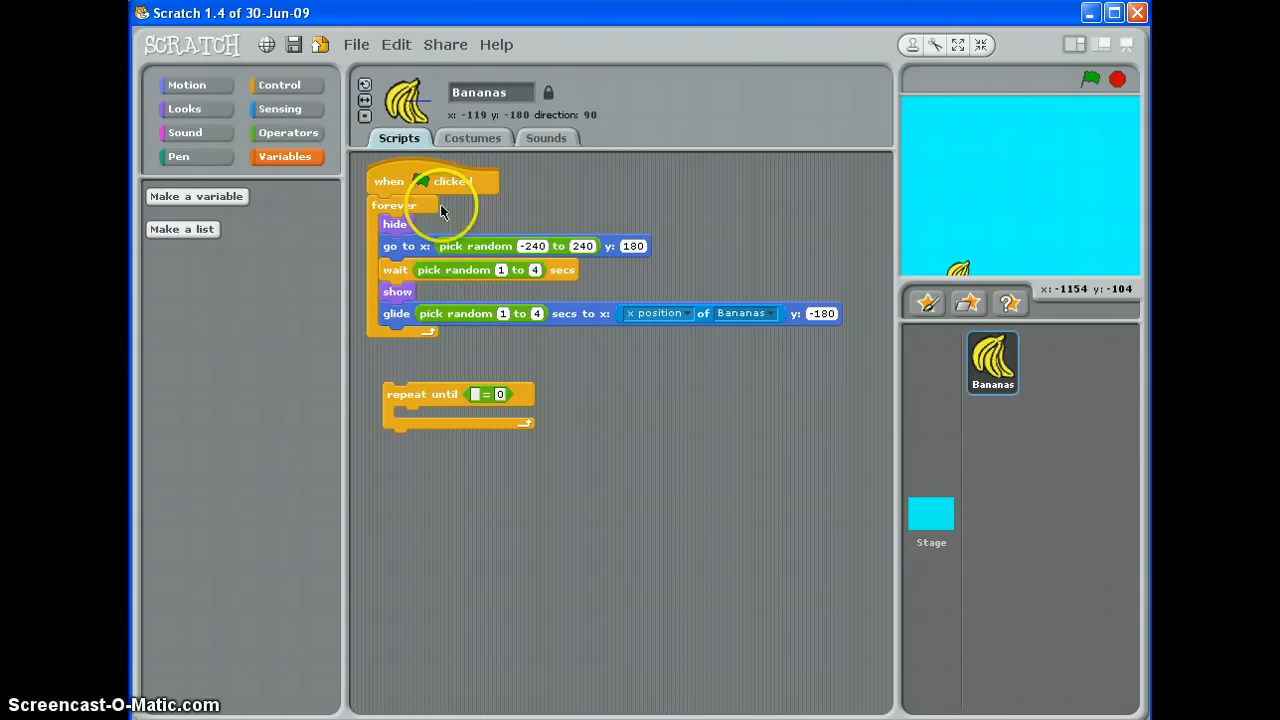 Scratch 1.4 of 30-Jun-09
SCRATCH File Edit Share Help
Motion Control
Looks Sensing
Sound Operators
Pen Variables
Make a variable
Make a list
Bananas
x: -119 y: -180 direction: 90
Scripts Costumes Sounds
when clicked
forever
hide
go to x: pick random -240 to 240 y: 180
wait pick random 1 to 4 secs
show
glide pick random 1 to 4 secs to x: x position of Bananas y: -180
repeat until = 0
x: -1154 y: -104
Bananas
Stage
Screencast-O-Matic.com